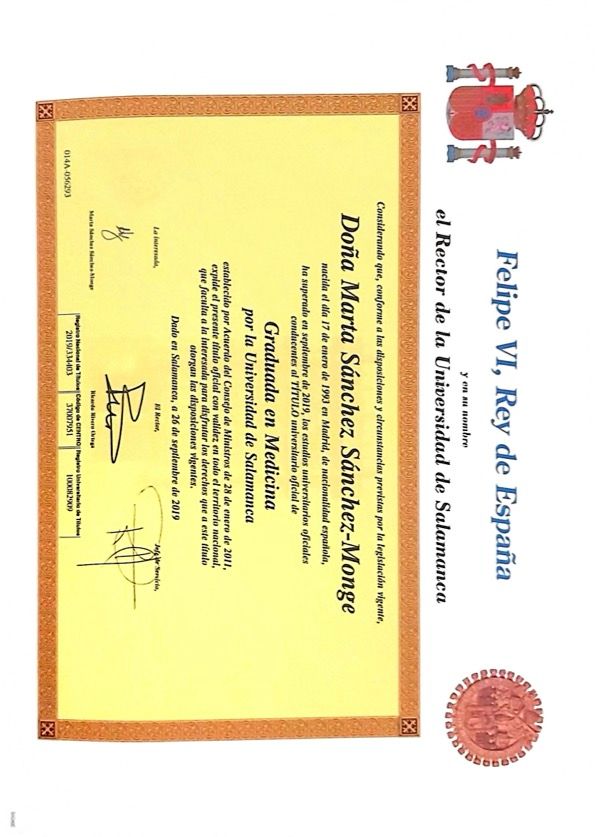 Felipe VI, Rey de España
y en su nombre
el Rector de la Universidad de Salamanca
Considerando que, conforme a las disposiciones y circunstancias previstas por la legislación vigente,
Doña Marta Sánchez Sánchez-Monge
nacida el día 17 de enero de 1993 en Madrid, de nacionalidad española,
ha superado en septiembre de 2019, los estudios universitarios oficiales
conducentes al TÍTULO universitario oficial de
Graduada en Medicina
por la Universidad de Salamanca
establecido por Acuerdo del Consejo de Ministros de 28 de enero de 2011,
expide el presente título oficial con validez en todo el territorio nacional,
que faculta a la interesada para disfrutar los derechos que a este título
otorgan las disposiciones vigentes.
Dado en Salamanca, a 26 de septiembre de 2019
La interesada,
El Rector,
Jefe de Servicio,
Marta Sánchez Sánchez-Monge
Ricardo Rivero Ortega
Registro Nacional de Títulos
Código de CENTRO
Registro Universitario de Títulos
2019/334403
37007951
100082909
014A-056293